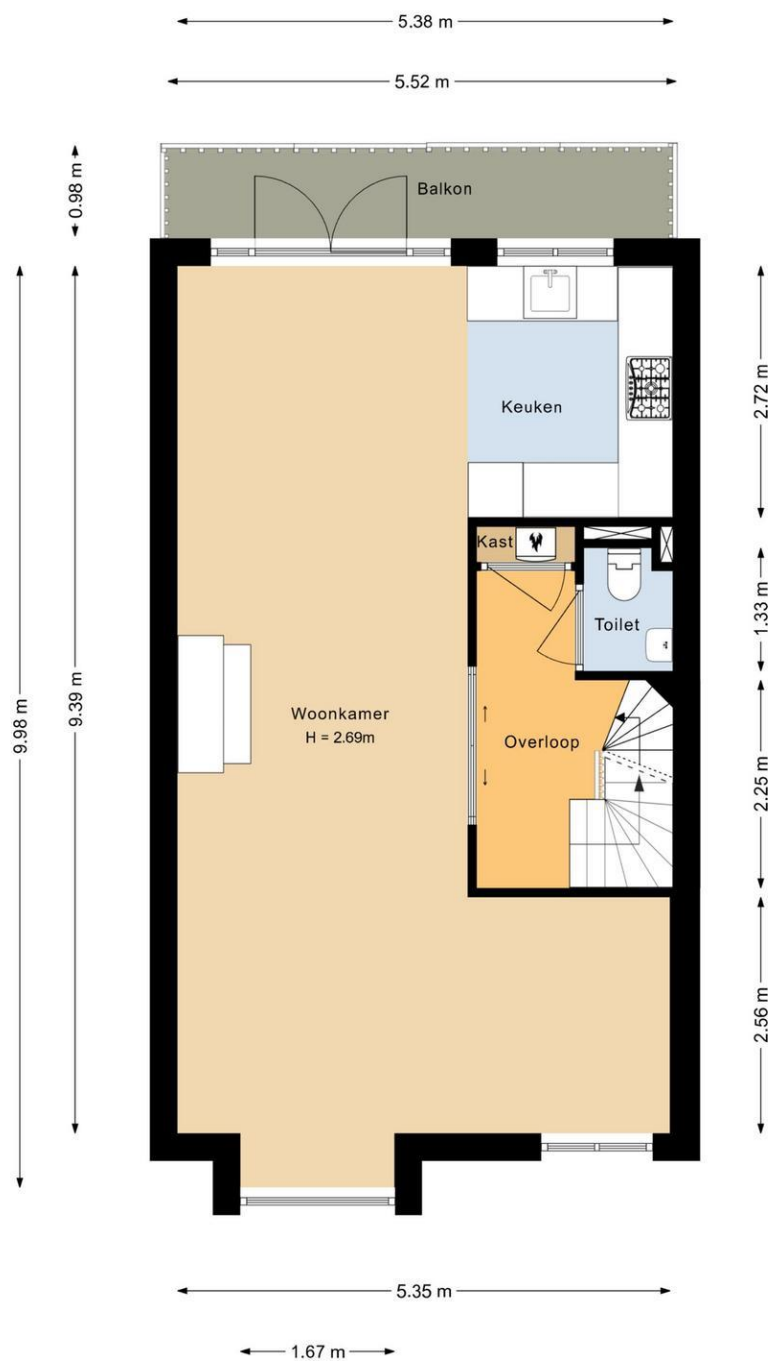 5.38 m
5.52 m
0.98 m
Balkon
9.98 m
9.39 m
2.72 m
Keuken
Kast
1.33 m
Toilet
Woonkamer
H = 2.69m
Overloop
2.25 m
2.56 m
5.35 m
1.67 m